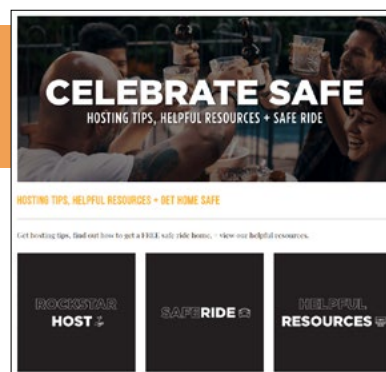 CELEBRATE SAFE
HOSTING TIPS, HELPFUL RESOURCES + SAFE RIDE
HOSTING TIPS, HELPFUL RESOURCES + GET HOME SAFE
Get hosting tips, find out how to get a FREE safe ride home, + view our helpful resources.
ROCKSTAR
HOST
SAFERIDE
HELPFUL
RESOURCES